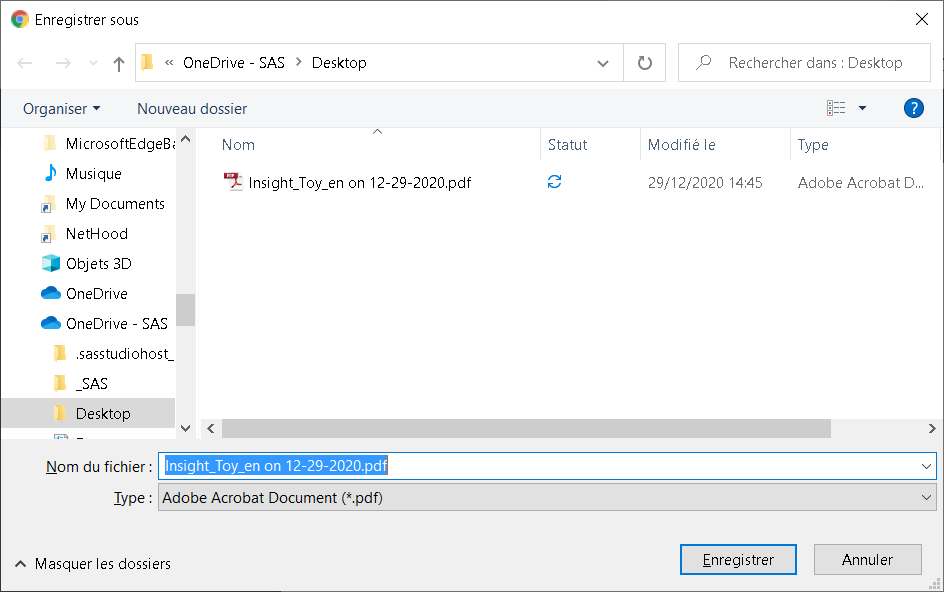 Enregistrer sous
« OneDrive - SAS > Desktop
Rechercher dans : Desktop
Organiser
Nouveau dossier
?
Nom
Statut
Modifié le
Type
MicrosoftEdgeBa
Musique
My Documents
NetHood
Objets 3D
OneDrive
OneDrive - SAS
.sasstudiohost_
_SAS
Desktop
Insight_Toy_en on 12-29-2020.pdf
29/12/2020 14:45
Adobe Acrobat D...
Nom du fichier :
Insight_Toy_en on 12-29-2020.pdf
Type :
Adobe Acrobat Document (*.pdf)
Masquer les dossiers
Enregistrer
Annuler